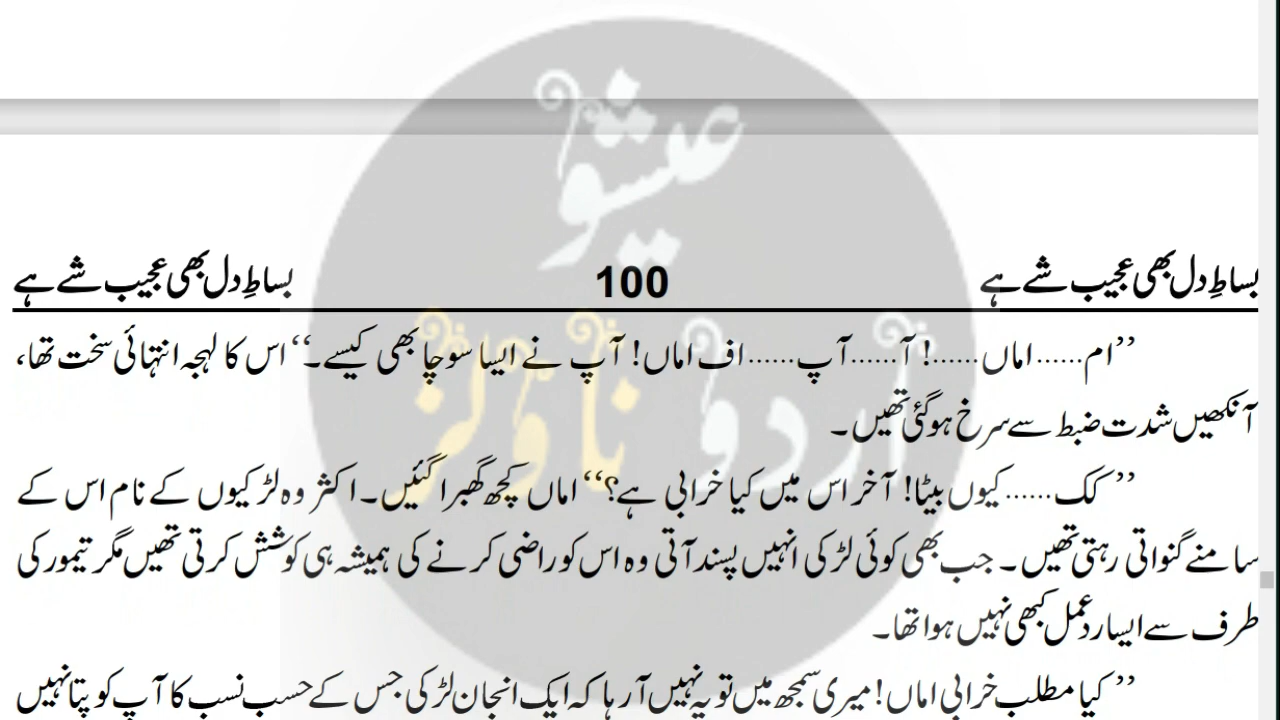 عیشو
اردو ناولز
بساطِ دل بھی عجیب شے ہے 100 بساطِ دل بھی عجیب شے ہے
’’ام......اماں......! آ......آپ......اف اماں! آپ نے ایسا سوچا بھی کیسے۔‘‘ اس کا لہجہ انتہائی سخت تھا،
آنکھیں شدت ضبط سے سرخ ہوگئی تھیں۔
’’کک......کیوں بیٹا! آخر اس میں کیا خرابی ہے؟‘‘ اماں کچھ گھبرا گئیں۔ اکثر وہ لڑکیوں کے نام اس کے
سامنے گنواتی رہتی تھیں۔ جب بھی کوئی لڑکی انہیں پسند آتی وہ اس کو راضی کرنے کی ہمیشہ ہی کوشش کرتی تھیں مگر تیمور کی
طرف سے ایسا ردعمل کبھی نہیں ہوا تھا۔
’’کیا مطلب خرابی اماں! میری سمجھ میں تو یہ نہیں آرہا کہ ایک انجان لڑکی جس کے حسب نسب کا آپ کو پتا نہیں